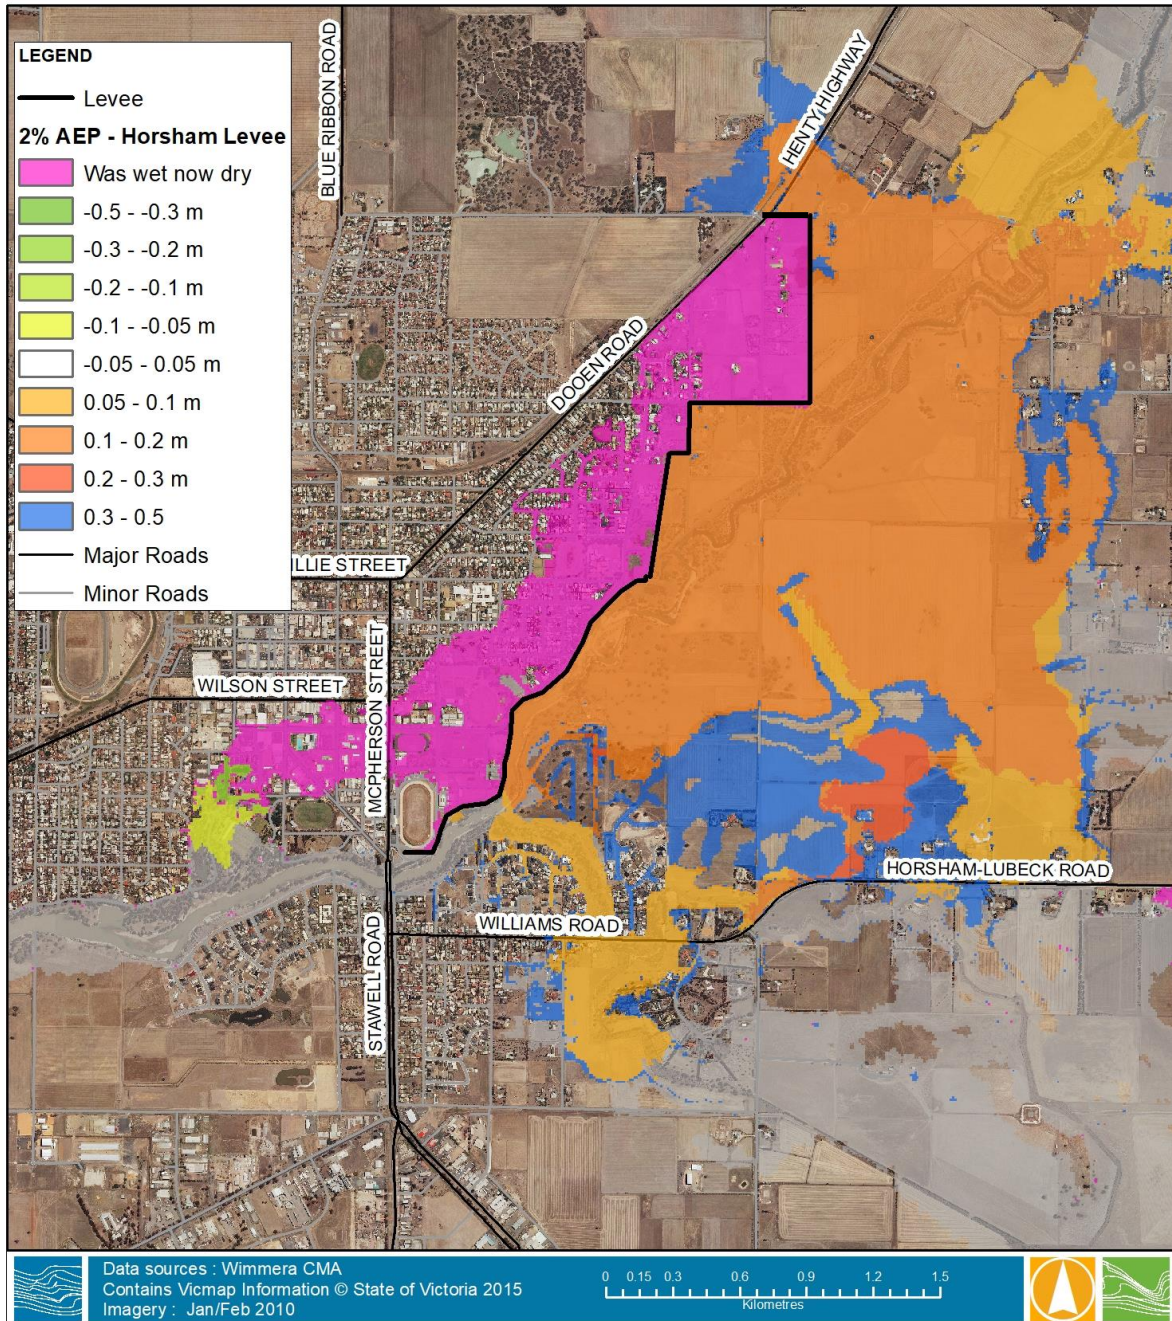 LEGEND
Levee
2% AEP - Horsham Levee
Was wet now dry
-0.5 - -0.3 m
-0.3 - -0.2 m
-0.2 - -0.1 m
-0.1 - -0.05 m
-0.05 - 0.05 m
0.05 - 0.1 m
0.1 - 0.2 m
0.2 - 0.3 m
0.3 - 0.5
Major Roads
Minor Roads
BLUE RIBBON ROAD
HENTY HIGHWAY
DOOEN ROAD
ILLIE STREET
WILSON STREET
MCPHERSON STREET
HORSHAM-LUBECK ROAD
WILLIAMS ROAD
STAWELL ROAD
Data sources : Wimmera CMA
Contains Vicmap Information © State of Victoria 2015
Imagery : Jan/Feb 2010
0 0.15 0.3 0.6 0.9 1.2 1.5
Kilometres